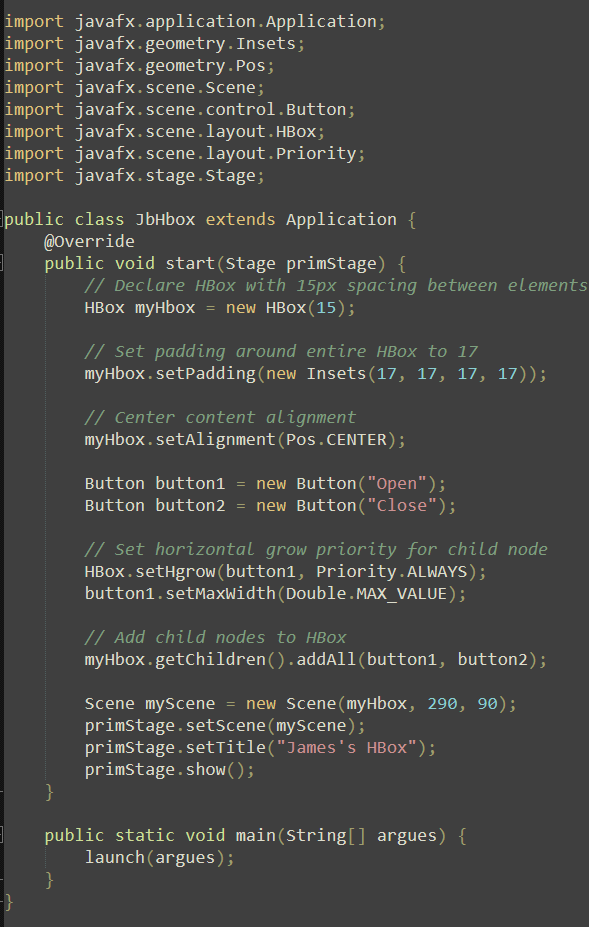 import javafx.application.Application;
import javafx.geometry.Insets;
import javafx.geometry.Pos;
import javafx.scene.Scene;
import javafx.scene.control.Button;
import javafx.scene.layout.HBox;
import javafx.scene.layout.Priority;
import javafx.stage.Stage;

public class JbHbox extends Application {
    @Override
    public void start(Stage primStage) {
        // Declare HBox with 15px spacing between elements
        HBox myHbox = new HBox(15);

        // Set padding around entire HBox to 17
        myHbox.setPadding(new Insets(17, 17, 17, 17));

        // Center content alignment
        myHbox.setAlignment(Pos.CENTER);

        Button button1 = new Button("Open");
        Button button2 = new Button("Close");

        // Set horizontal grow priority for child node
        HBox.setHgrow(button1, Priority.ALWAYS);
        button1.setMaxWidth(Double.MAX_VALUE);

        // Add child nodes to HBox
        myHbox.getChildren().addAll(button1, button2);

        Scene myScene = new Scene(myHbox, 290, 90);
        primStage.setScene(myScene);
        primStage.setTitle("James's HBox");
        primStage.show();
    }

    public static void main(String[] argues) {
        launch(argues);
    }
}